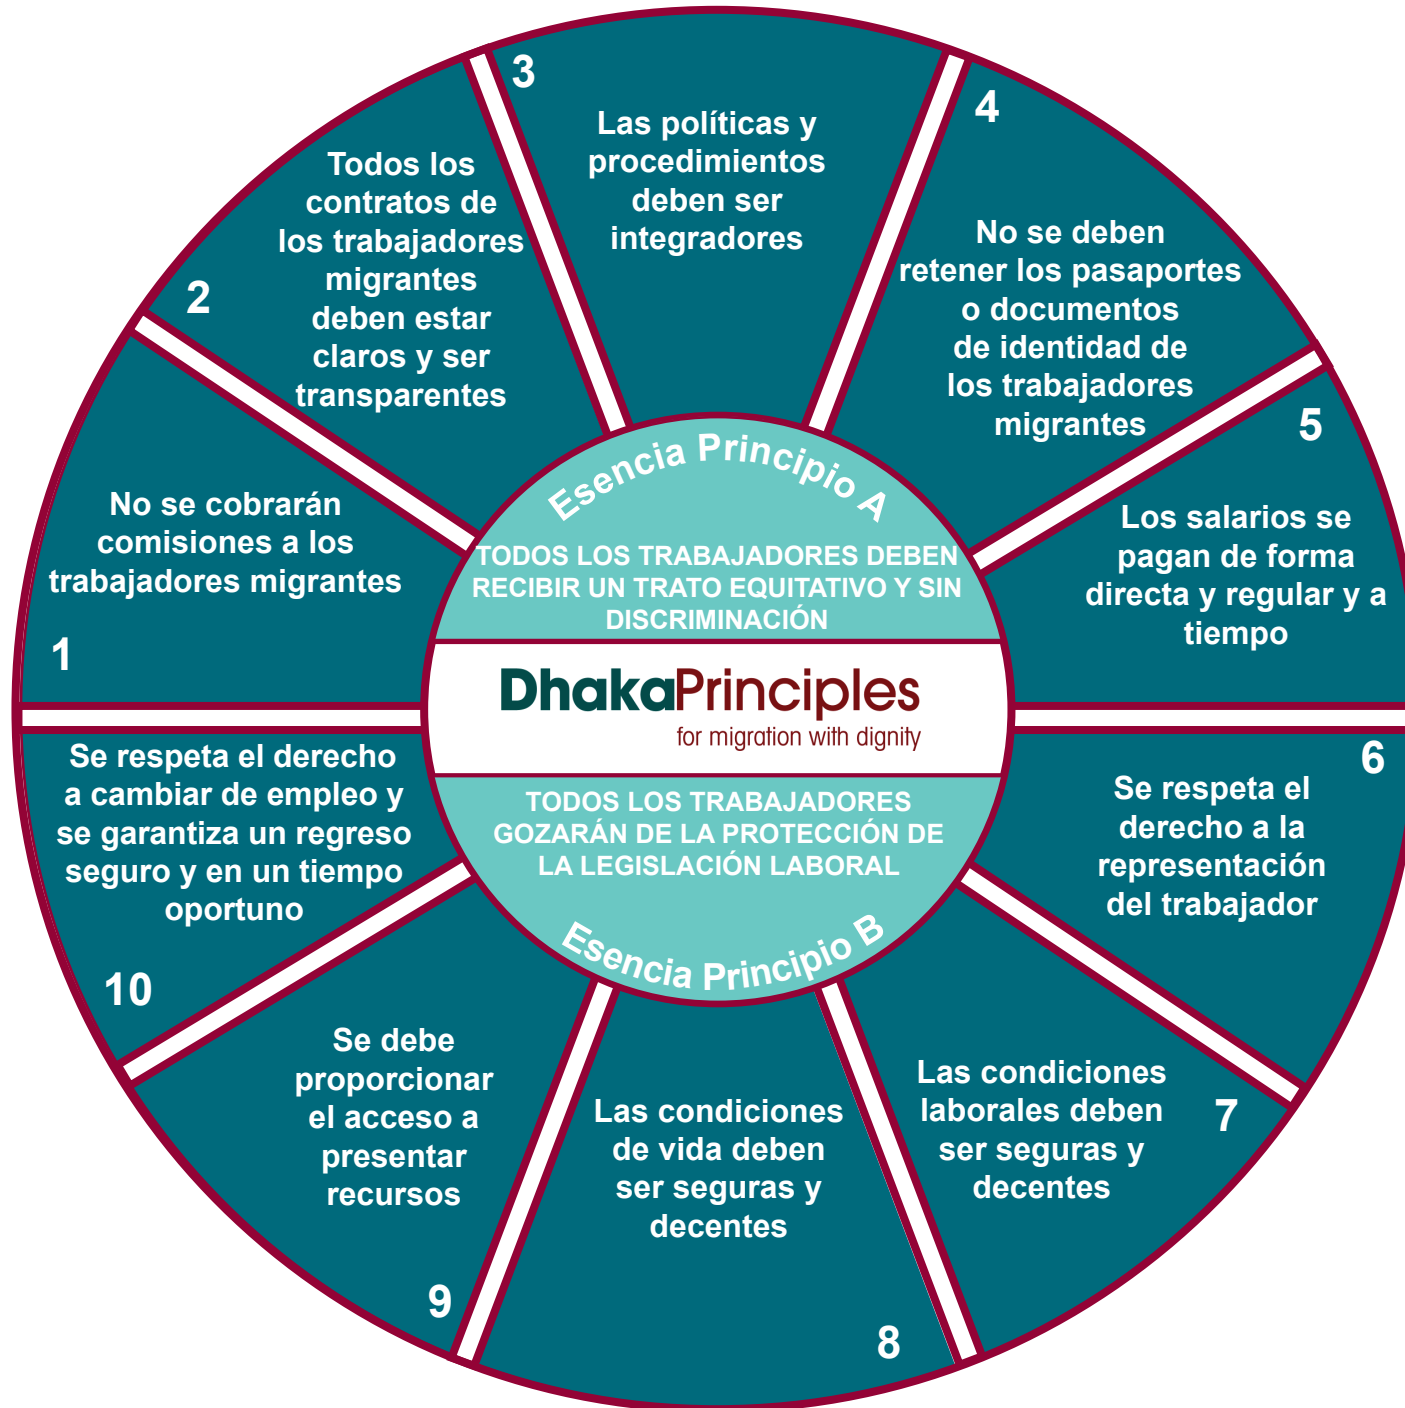 3
Las políticas y
procedimientos
deben ser
integradores
4
No se deben
retener los pasaportes
o documentos
de identidad de
los trabajadores
migrantes
5
Los salarios se
pagan de forma
directa y regular y a
tiempo
6
Se respeta el
derecho a la
representación
del trabajador
7
Las condiciones
laborales deben
ser seguras y
decentes
8
Las condiciones
de vida deben
ser seguras y
decentes
9
Se debe
proporcionar
el acceso a
presentar
recursos
10
Se respeta el derecho
a cambiar de empleo y
se garantiza un regreso
seguro y en un tiempo
oportuno
1
No se cobrarán
comisiones a los
trabajadores migrantes
2
Todos los
contratos de
los trabajadores
migrantes
deben estar
claros y ser
transparentes
Esencia Principio A
TODOS LOS TRABAJADORES DEBEN
RECIBIR UN TRATO EQUITATIVO Y SIN
DISCRIMINACIÓN
DhakaPrinciples
for migration with dignity
TODOS LOS TRABAJADORES
GOZARÁN DE LA PROTECCIÓN DE
LA LEGISLACIÓN LABORAL
Esencia Principio B